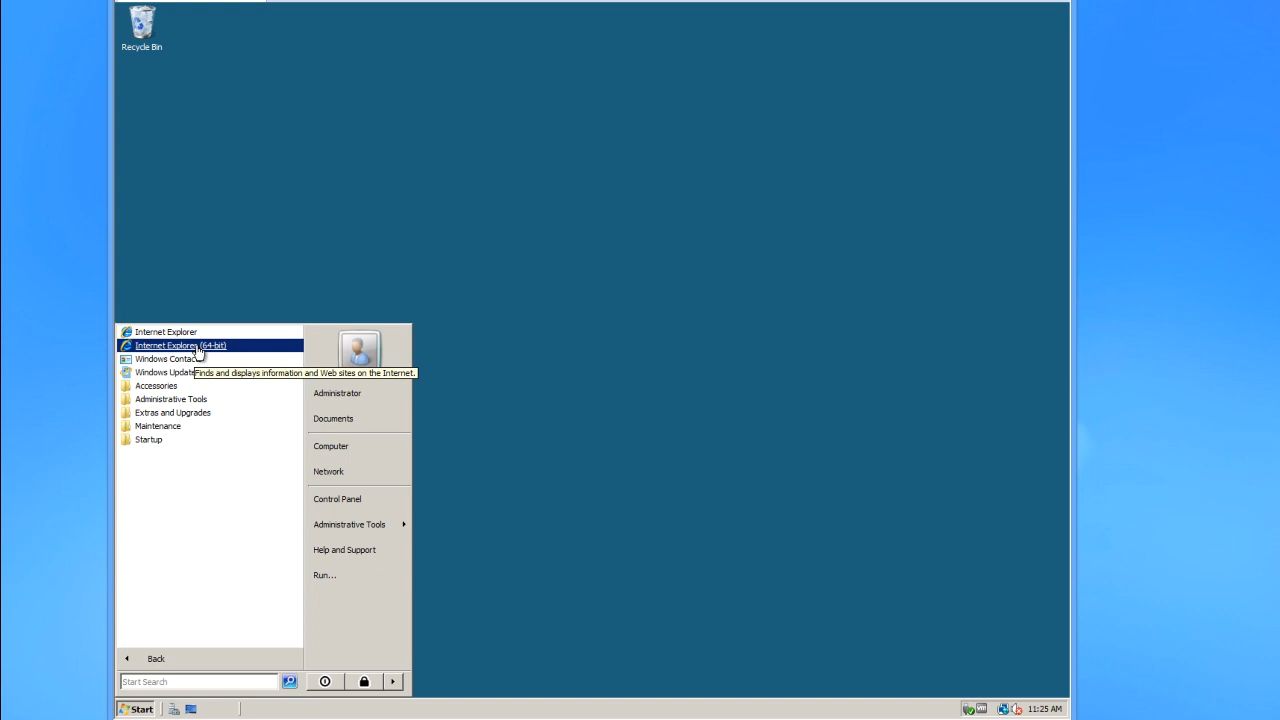 Recycle Bin
Internet Explorer
Internet Explorer (64-bit)
Windows Contac
Windows Update
Finds and displays information and Web sites on the Internet.
Accessories
Administrative Tools
Extras and Upgrades
Maintenance
Startup
Administrator
Documents
Computer
Network
Control Panel
Administrative Tools
Help and Support
Run...
Back
Start Search
Start
11:25 AM